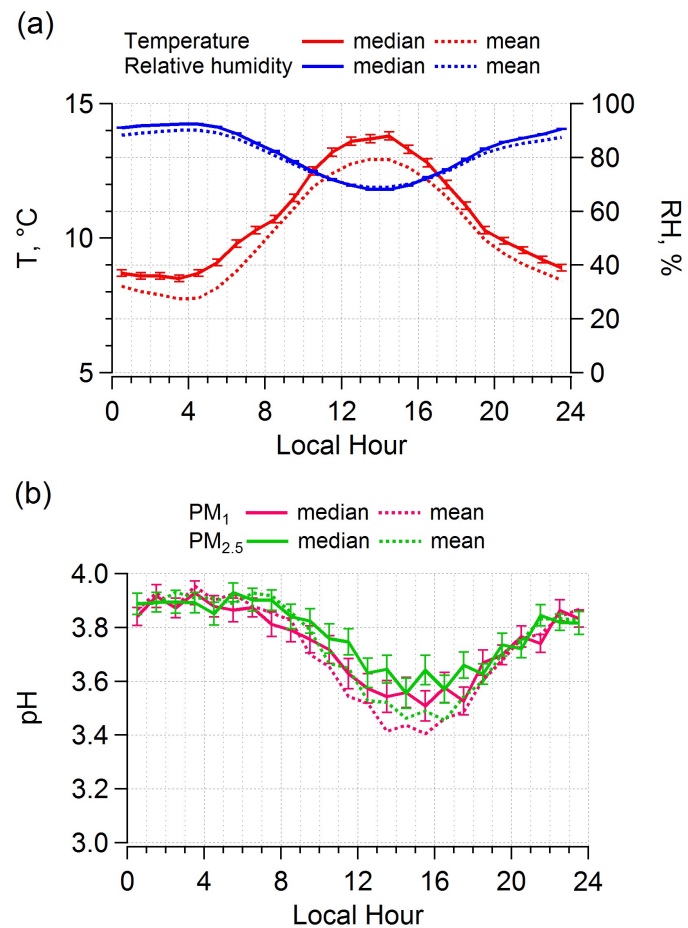 (a)
Temperature median mean
Relative humidity median mean
15 100
80
60
10
40
20
5 0
T, °C
RH, %
0 4 8 12 16 20 24
Local Hour
(b)
PM1 median mean
PM2.5 median mean
4.0
3.8
3.6
3.4
3.2
3.0
pH
0 4 8 12 16 20 24
Local Hour